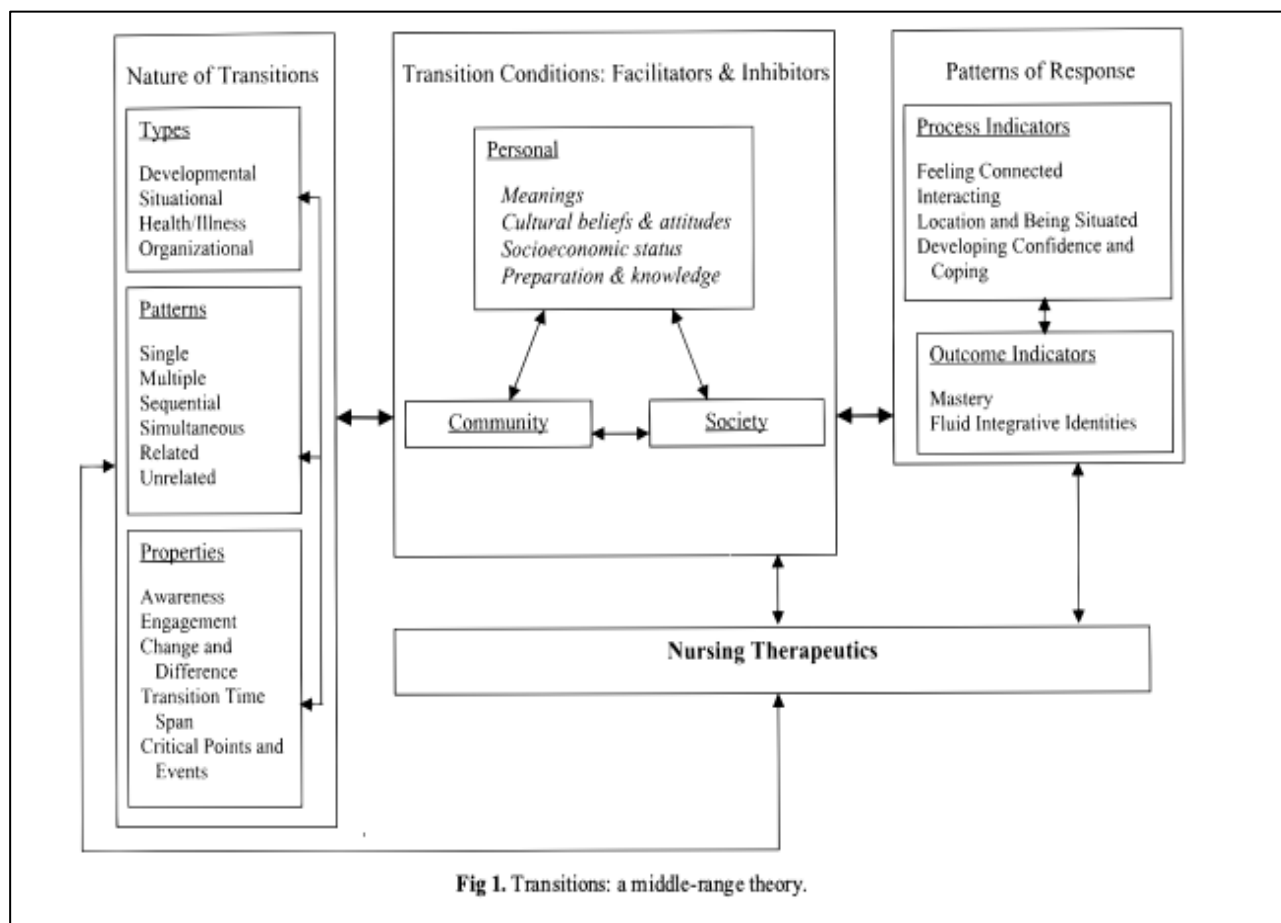 Nature of Transitions
Types
Developmental
Situational
Health/Illness
Organizational
Patterns
Single
Multiple
Sequential
Simultaneous
Related
Unrelated
Properties
Awareness
Engagement
Change and
Difference
Transition Time
Span
Critical Points and
Events
Transition Conditions: Facilitators & Inhibitors
Personal
Meanings
Cultural beliefs & attitudes
Socioeconomic status
Preparation & knowledge
Community
Society
Patterns of Response
Process Indicators
Feeling Connected
Interacting
Location and Being Situated
Developing Confidence and
Coping
Outcome Indicators
Mastery
Fluid Integrative Identities
Nursing Therapeutics
Fig 1. Transitions: a middle-range theory.